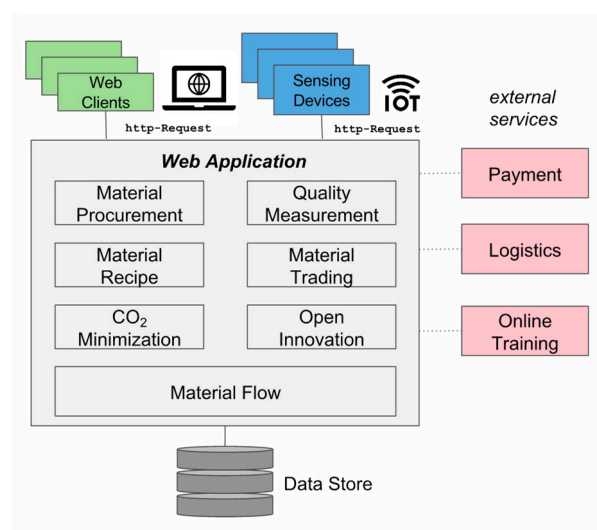 Web
Clients
Sensing
Devices
IOT
external
services
http-Request
http-Request
Web Application
Material
Procurement
Quality
Measurement
Material
Recipe
Material
Trading
CO₂
Minimization
Open
Innovation
Material Flow
Payment
Logistics
Online
Training
Data Store